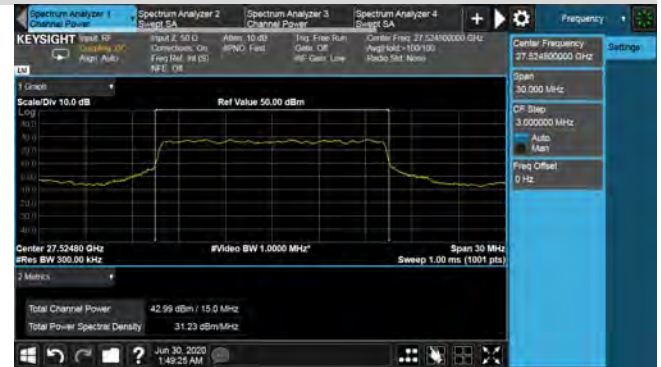 Spectrum Analyzer 1
Channel Power
Spectrum Analyzer 2
Swept SA
Spectrum Analyzer 3
Channel Power
Spectrum Analyzer 4
Swept SA
Frequency
KEYSIGHT
Input: RF
Coupling: DC
Align: Auto
Input Z: 50 Ω
Corrections: On
Freq Ref: Int (S)
NFE: Off
Atten: 10 dB
#PNO: Fast
Trig: Free Run
Gate: Off
#IF Gain: Low
Center Freq: 27.524800000 GHz
Avg|Hold:>100/100
Radio Std: None
LM
1 Graph
Scale/Div 10.0 dB
Ref Value 50.00 dBm
Log
Center 27.52480 GHz
#Res BW 300.00 kHz
#Video BW 1.0000 MHz*
Span 30 MHz
Sweep 1.00 ms (1001 pts)
2 Metrics
Total Channel Power
42.99 dBm / 15.0 MHz
Total Power Spectral Density
31.23 dBm/MHz
Center Frequency
27.524800000 GHz
Settings
Span
30.000 MHz
CF Step
3.000000 MHz
Auto
Man
Freq Offset
0 Hz
?
Jun 30, 2020
1:49:25 AM